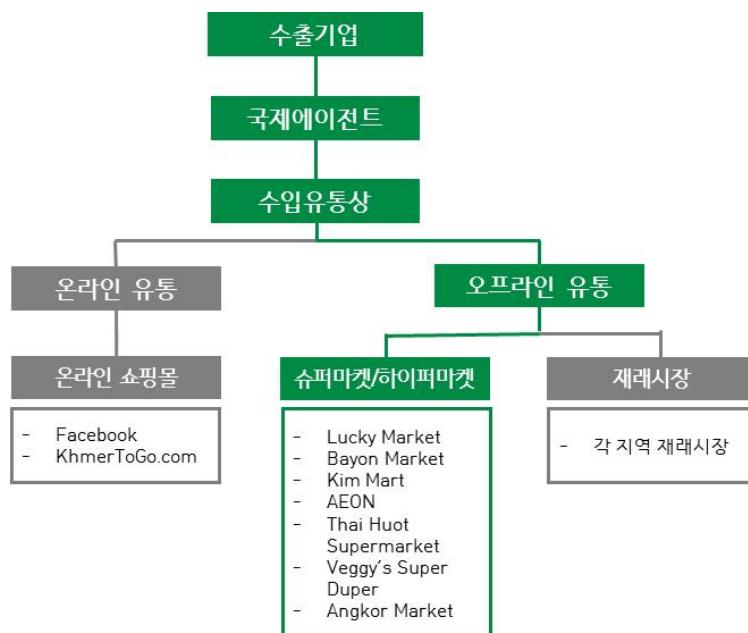 수출기업
국제에이전트
수입유통상
온라인 유통
오프라인 유통
온라인 쇼핑몰
슈퍼마켓/하이퍼마켓
재래시장
- Facebook
- KhmerToGo.com
- Lucky Market
- Bayon Market
- Kim Mart
- AEON
- Thai Huot
Supermarket
- Veggy's Super
Duper
- Angkor Market
- 각 지역 재래시장